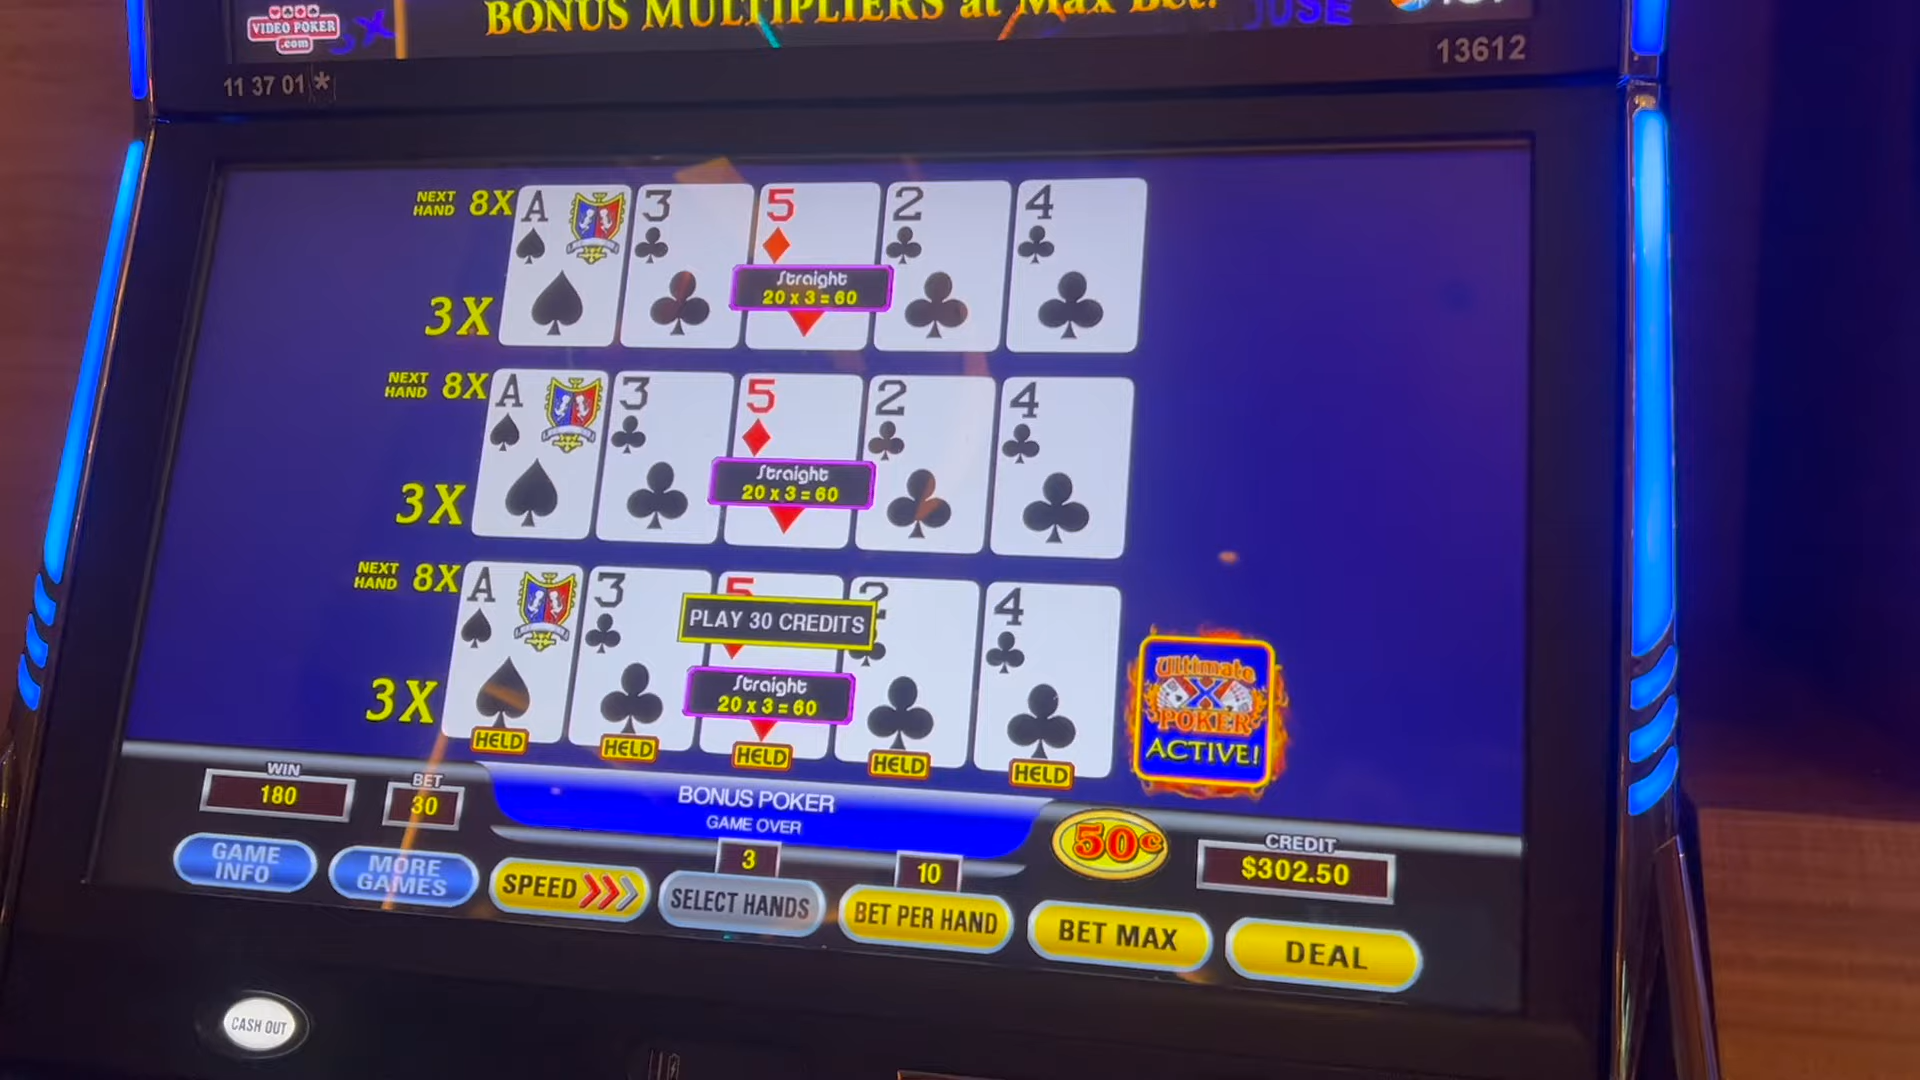 BONUS MULTIPLIERS at Max Bet!
VIDEO POKER
.com
13612
11 37 01 *
NEXT HAND 8X
A 3 5 2 4
Straight
20 x 3 = 60
3X
NEXT HAND 8X
A 3 5 2 4
Straight
20 x 3 = 60
3X
NEXT HAND 8X
A 3 5 2 4
PLAY 30 CREDITS
Straight
20 x 3 = 60
3X
HELD HELD HELD HELD HELD
Ultimate
X
POKER
ACTIVE!
WIN
180
BET
30
BONUS POKER
GAME OVER
50¢
CREDIT
$302.50
GAME INFO
MORE GAMES
SPEED
3
SELECT HANDS
10
BET PER HAND
BET MAX
DEAL
CASH OUT